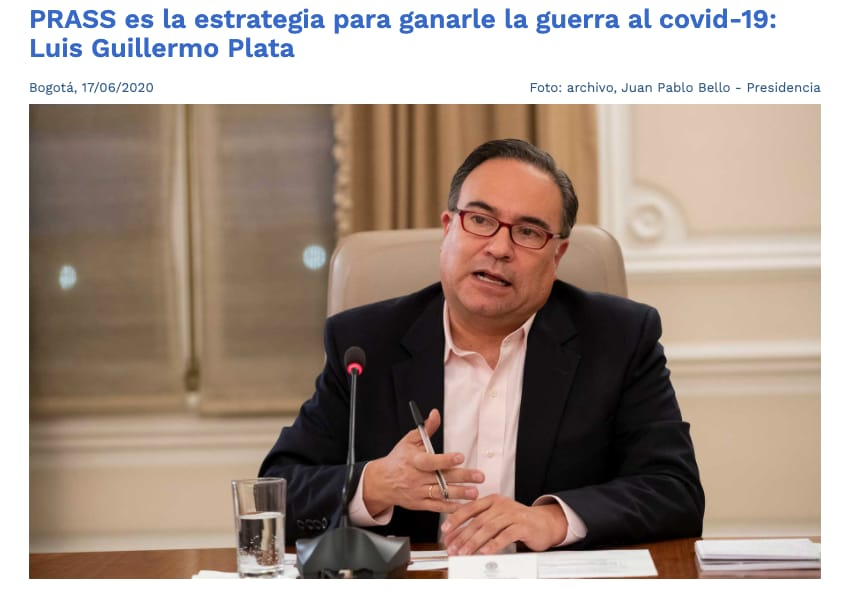 PRASS es la estrategia para ganarle la guerra al covid-19:
Luis Guillermo Plata
Bogotá, 17/06/2020
Foto: archivo, Juan Pablo Bello - Presidencia